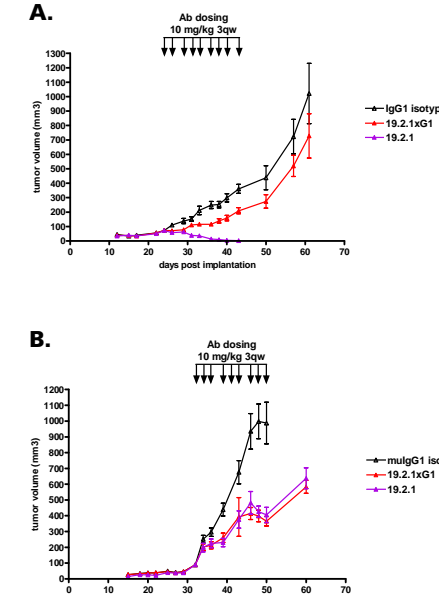 A.
Ab dosing
10 mg/kg 3qw
1300
1200
1100
1000
900
800
700
600
500
400
300
200
100
0
tumor volume (mm3)
0 10 20 30 40 50 60 70
days post implantation
IgG1 isotyp
19.2.1xG1
19.2.1
B.
Ab dosing
10 mg/kg 3qw
1200
1100
1000
900
800
700
600
500
400
300
200
100
0
tumor volume (mm3)
0 10 20 30 40 50 60 70
muIgG1 iso
19.2.1xG1
19.2.1